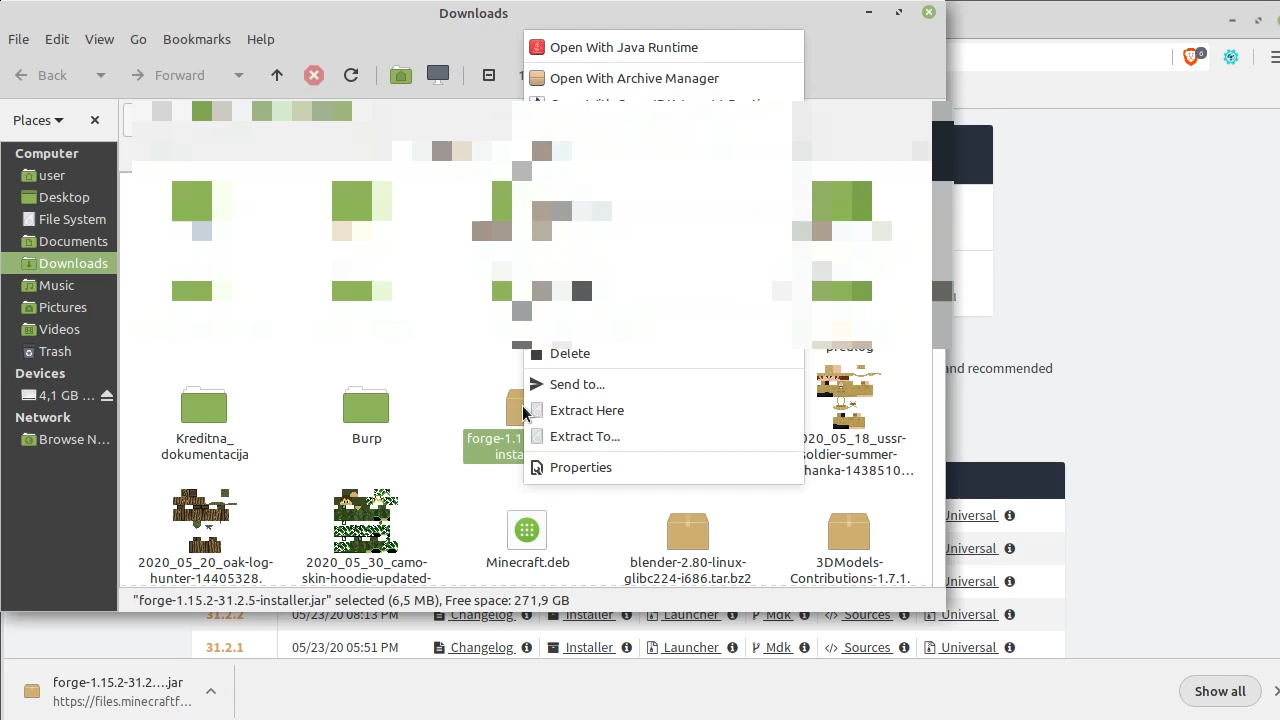 Downloads
File Edit View Go Bookmarks Help
Back Forward
Open With Java Runtime
Open With Archive Manager
Places
Computer
user
Desktop
File System
Documents
Downloads
Music
Pictures
Videos
Trash
Devices
4,1 GB ...
Network
Browse N...
Delete
Send to...
Extract Here
Extract To...
Properties
and recommended
Kreditna_
dokumentacija
Burp
forge-1.1
insta
020_05_18_ussr-
soldier-summer-
hanka-1438510...
2020_05_20_oak-log-
hunter-14405328.
2020_05_30_camo-
skin-hoodie-updated-
Minecraft.deb
blender-2.80-linux-
glibc224-i686.tar.bz2
3DModels-
Contributions-1.7.1.
Universal
Universal
Universal
"forge-1.15.2-31.2.5-installer.jar" selected (6,5 MB), Free space: 271,9 GB
31.2.2 05/23/20 08:13 PM Changelog Installer Launcher Mdk Sources Universal
31.2.1 05/23/20 05:51 PM Changelog Installer Launcher Mdk Sources Universal
forge-1.15.2-31.2....jar
https://files.minecraftf...
Show all